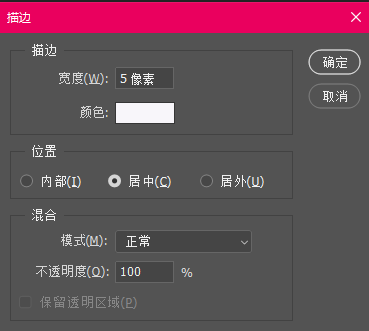 描边
描边
宽度(W): 5 像素
颜色:
确定
取消
位置
内部(I) 居中(C) 居外(U)
混合
模式(M): 正常
不透明度(O): 100 %
保留透明区域(P)